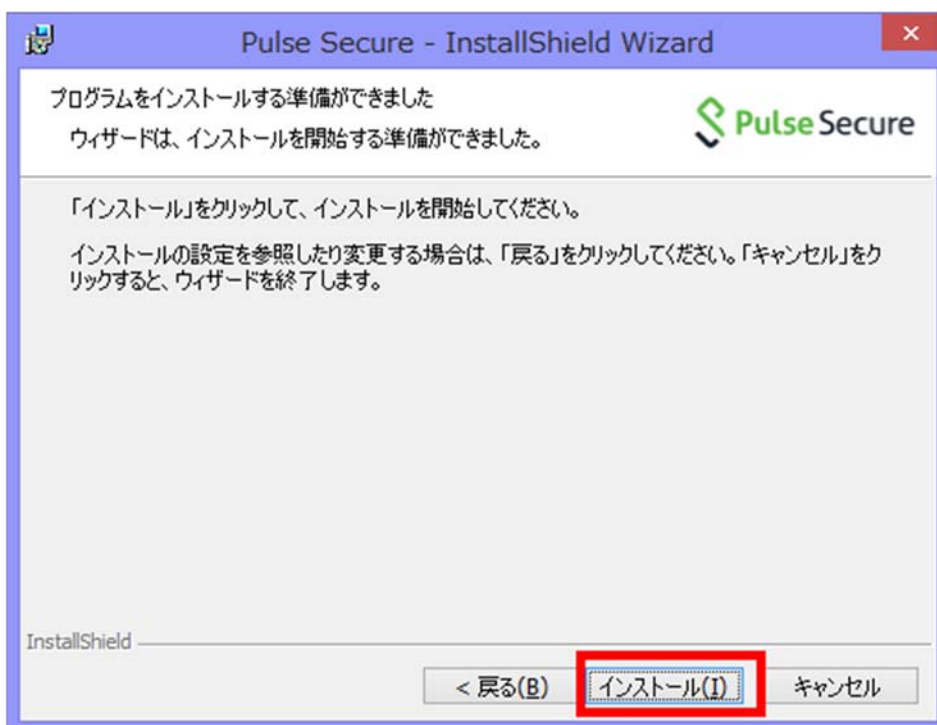 Pulse Secure - InstallShield Wizard
プログラムをインストールする準備ができました
ウィザードは、インストールを開始する準備ができました。
Pulse Secure
「インストール」をクリックして、インストールを開始してください。
インストールの設定を参照したり変更する場合は、「戻る」をクリックしてください。「キャンセル」をク
リックすると、ウィザードを終了します。
InstallShield
< 戻る(B)
インストール(I)
キャンセル